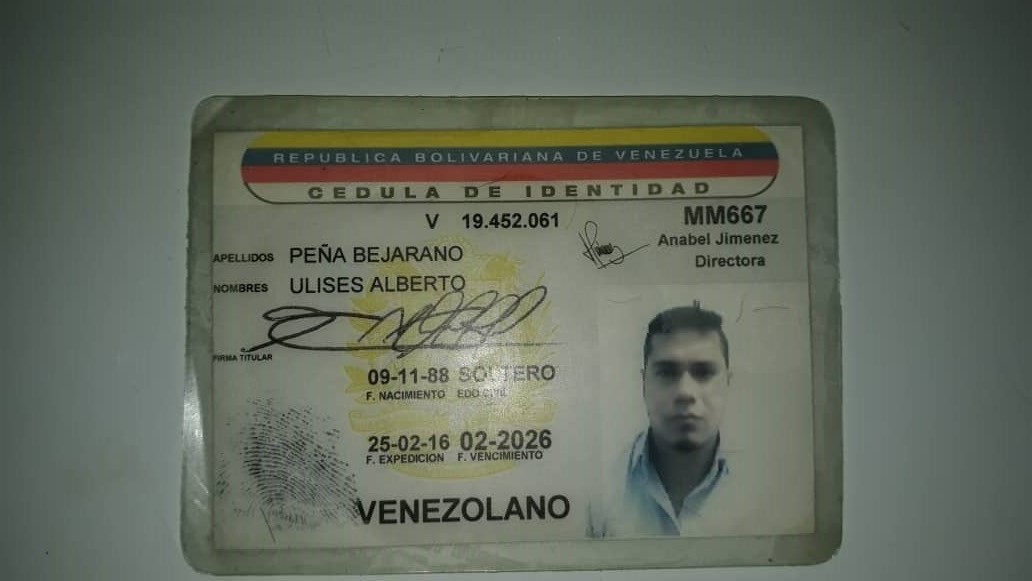 REPUBLICA BOLIVARIANA DE VENEZUELA
CEDULA DE IDENTIDAD
V 19.452.061
MM667
Anabel Jimenez
Directora
APELLIDOS PEÑA BEJARANO
NOMBRES ULISES ALBERTO
FIRMA TITULAR
09-11-88 SOLTERO
F. NACIMIENTO EDO CIVIL
25-02-16 02-2026
F. EXPEDICION F. VENCIMIENTO
VENEZOLANO